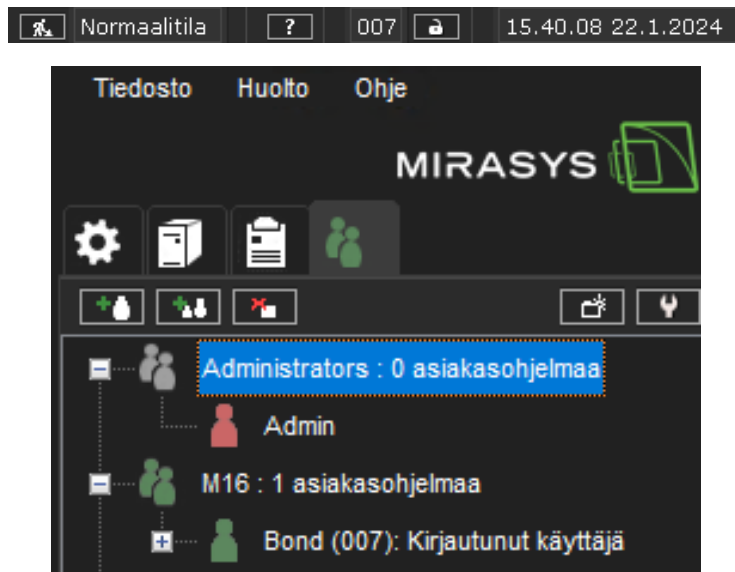 Normaalitila ? 007 15.40.08 22.1.2024
Tiedosto Huolto Ohje
MIRASYS
Administrators : 0 asiakasohjelmaa
Admin
M16 : 1 asiakasohjelmaa
Bond (007): Kirjautunut käyttäjä